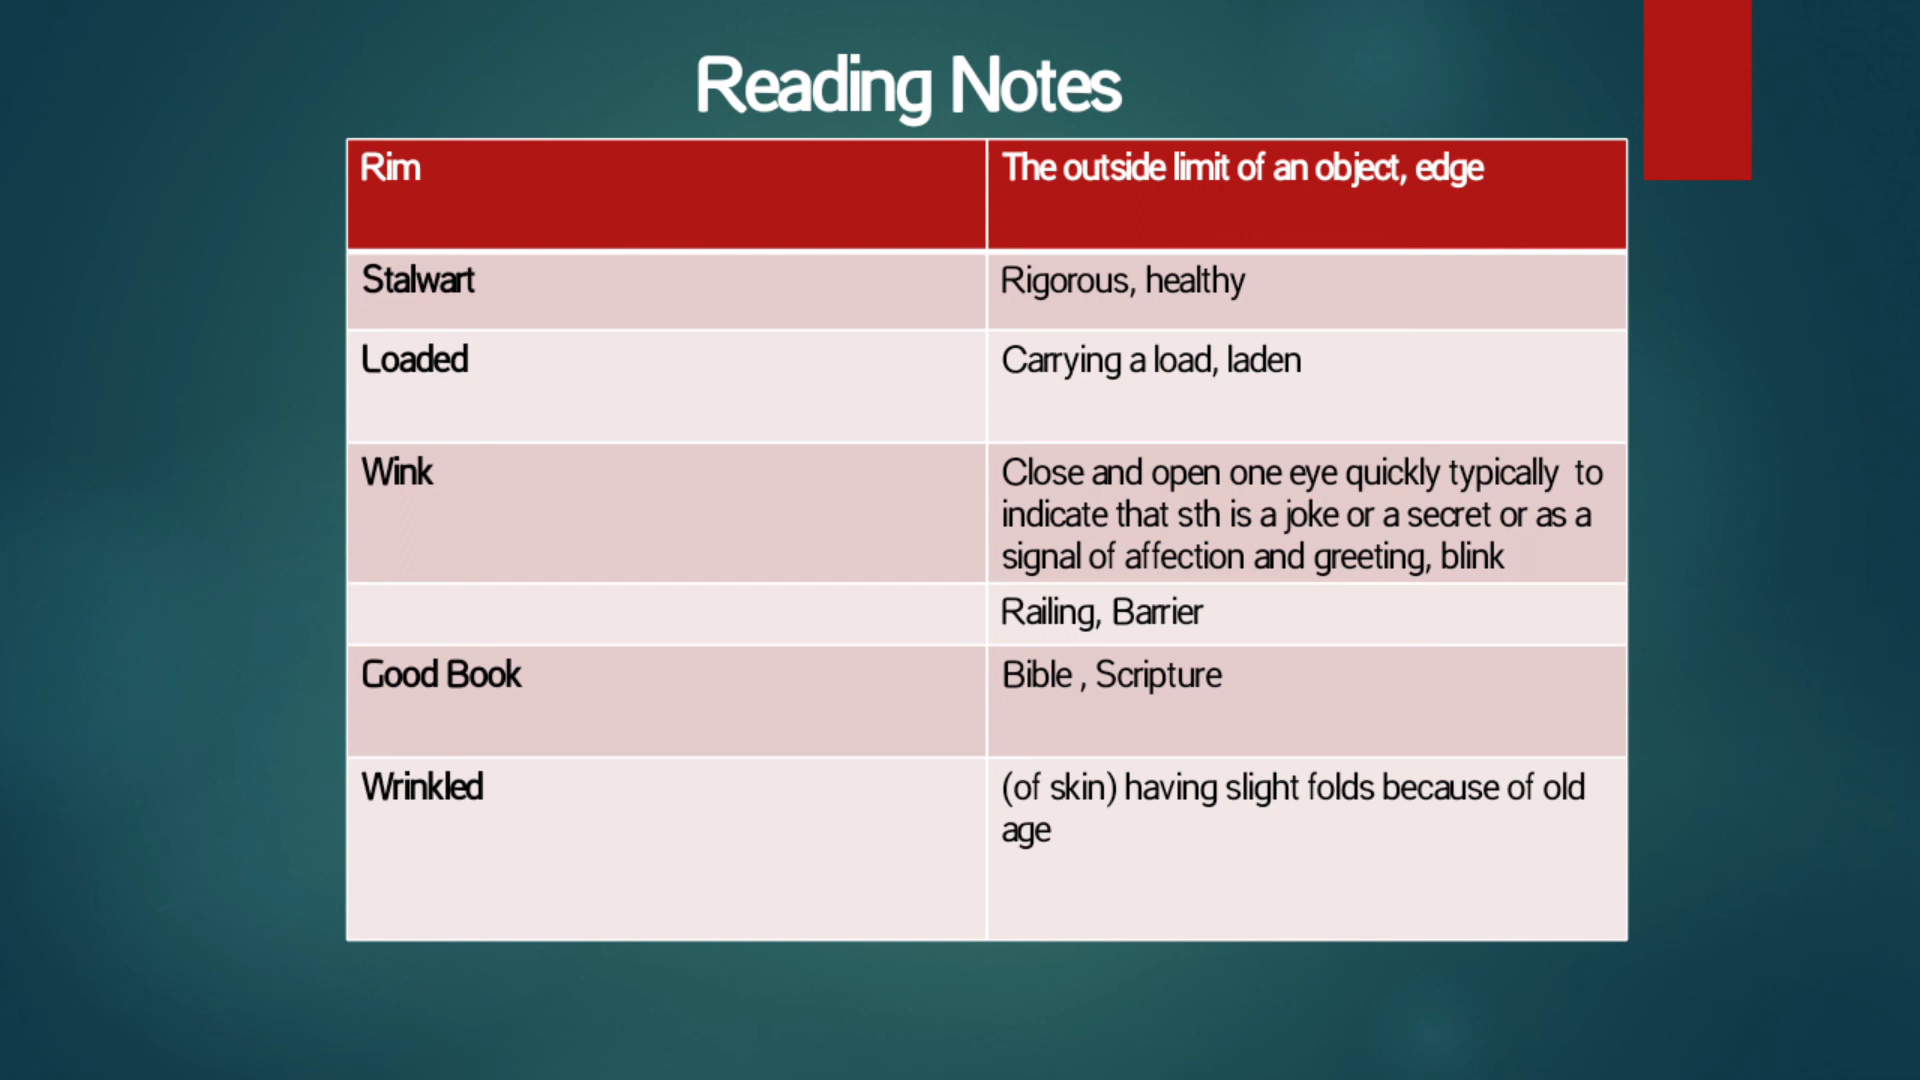 Reading Notes
Rim
The outside limit of an object, edge
Stalwart
Rigorous, healthy
Loaded
Carrying a load, laden
Wink
Close and open one eye quickly typically to
indicate that sth is a joke or a secret or as a
signal of affection and greeting, blink
Railing, Barrier
Good Book
Bible , Scripture
Wrinkled
(of skin) having slight folds because of old
age